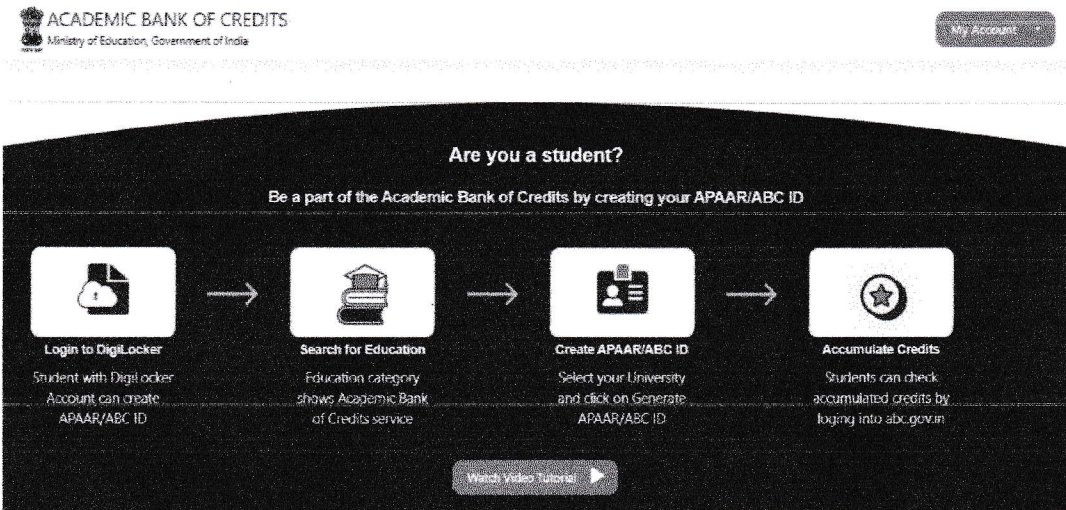 ACADEMIC BANK OF CREDITS
Ministry of Education, Government of India
My Account
Are you a student?
Be a part of the Academic Bank of Credits by creating your APAAR/ABC ID
Login to DigiLocker
Student with DigiLocker
Account can create
APAAR/ABC ID
Search for Education
Education category
shows Academic Bank
of Credits service
Create APAAR/ABC ID
Select your University
and click on Generate
APAAR/ABC ID
Accumulate Credits
Students can check
accumulated credits by
loging into abc.gov.in
Watch Video Tutorial